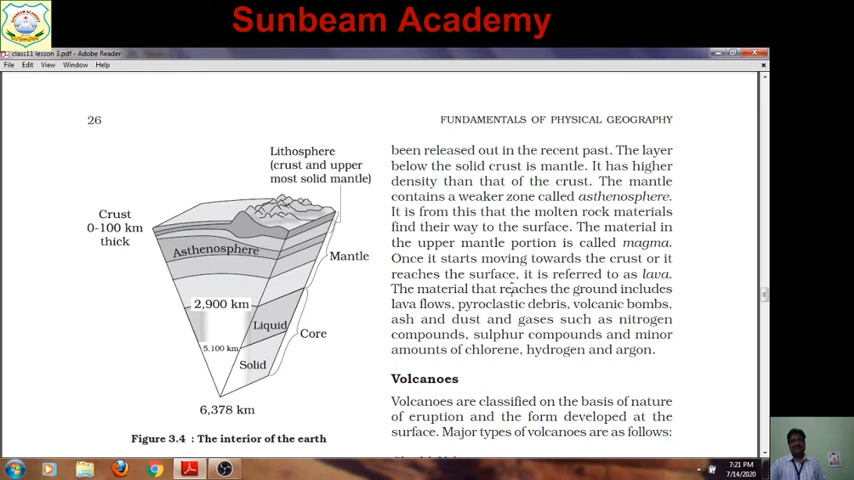 Sunbeam Academy
class11 lesson 3.pdf - Adobe Reader
File Edit View Window Help
26
FUNDAMENTALS OF PHYSICAL GEOGRAPHY
Lithosphere
(crust and upper
most solid mantle)
Crust
0-100 km
thick
Asthenosphere
Mantle
2,900 km
Liquid
Core
5,100 km
Solid
6,378 km
Figure 3.4 : The interior of the earth
been released out in the recent past. The layer
below the solid crust is mantle. It has higher
density than that of the crust. The mantle
contains a weaker zone called asthenosphere.
It is from this that the molten rock materials
find their way to the surface. The material in
the upper mantle portion is called magma.
Once it starts moving towards the crust or it
reaches the surface, it is referred to as lava.
The material that reaches the ground includes
lava flows, pyroclastic debris, volcanic bombs,
ash and dust and gases such as nitrogen
compounds, sulphur compounds and minor
amounts of chlorene, hydrogen and argon.
Volcanoes
Volcanoes are classified on the basis of nature
of eruption and the form developed at the
surface. Major types of volcanoes are as follows:
7:21 PM
7/14/2020